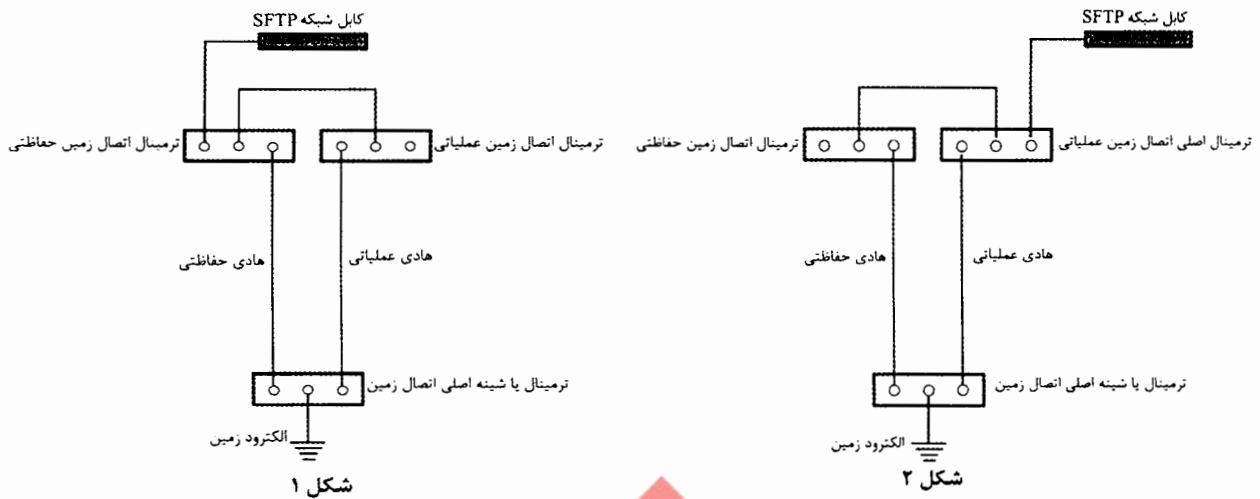 کابل شبکه SFTP
ترمینال اصلی اتصال زمین عملیاتی
ترمینال اتصال زمین حفاظتی
هادی عملیاتی
هادی حفاظتی
ترمینال یا شینه اصلی اتصال زمین
الکترود زمین
شکل ۲
کابل شبکه SFTP
ترمینال اتصال زمین عملیاتی
ترمینال اتصال زمین حفاظتی
هادی عملیاتی
هادی حفاظتی
ترمینال یا شینه اصلی اتصال زمین
الکترود زمین
شکل ۱